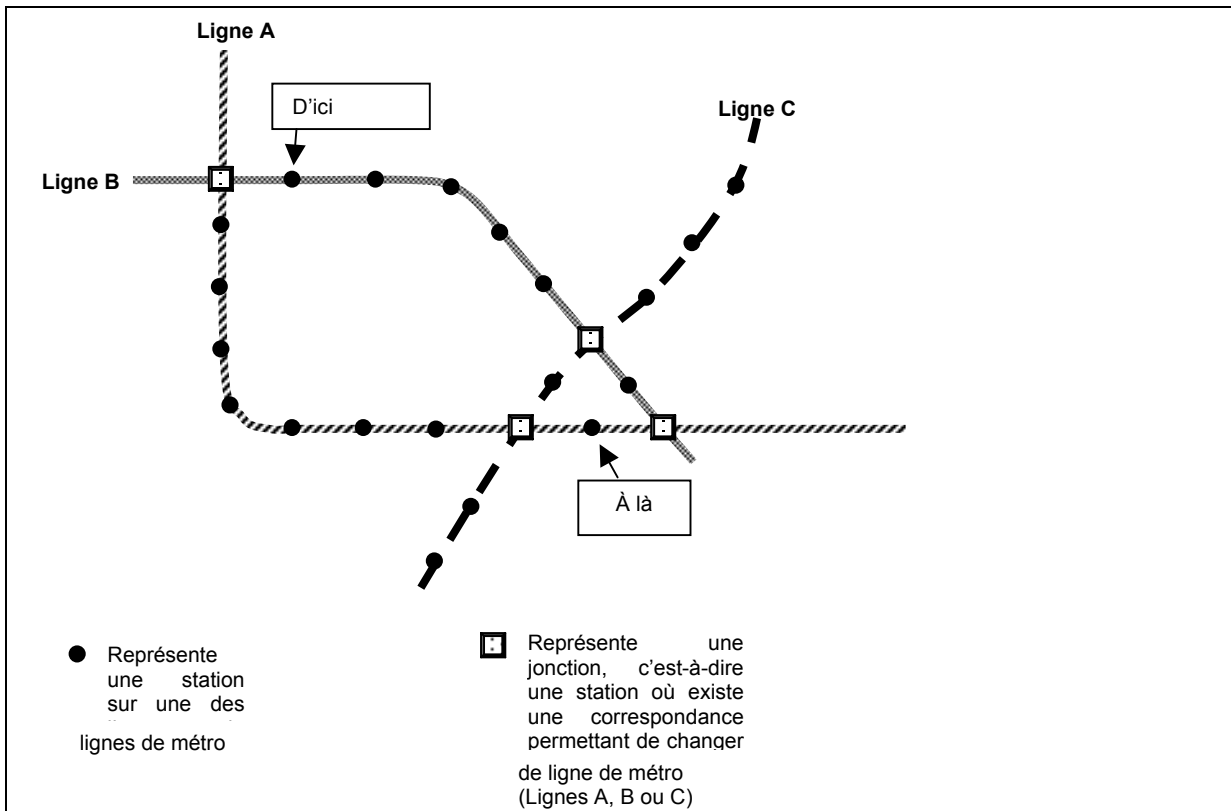 Ligne A
D'ici
Ligne C
Ligne B
À là
Représente
une station
sur une des
lignes de métro
Représente une
jonction, c'est-à-dire
une station où existe
une correspondance
permettant de changer
de ligne de métro
(Lignes A, B ou C)